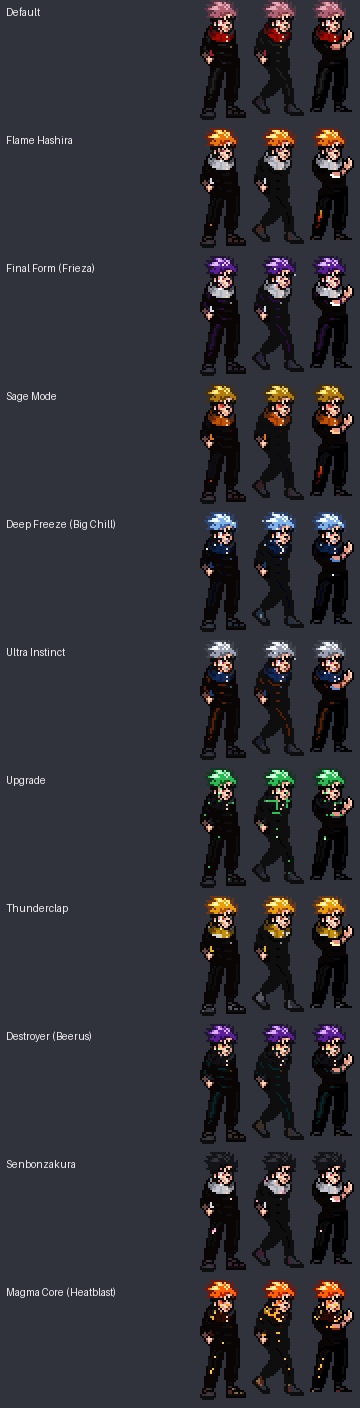 Default
Flame Hashira
Final Form (Frieza)
Sage Mode
Deep Freeze (Big Chill)
Ultra Instinct
Upgrade
Thunderclap
Destroyer (Beerus)
Senbonzakura
Magma Core (Heatblast)